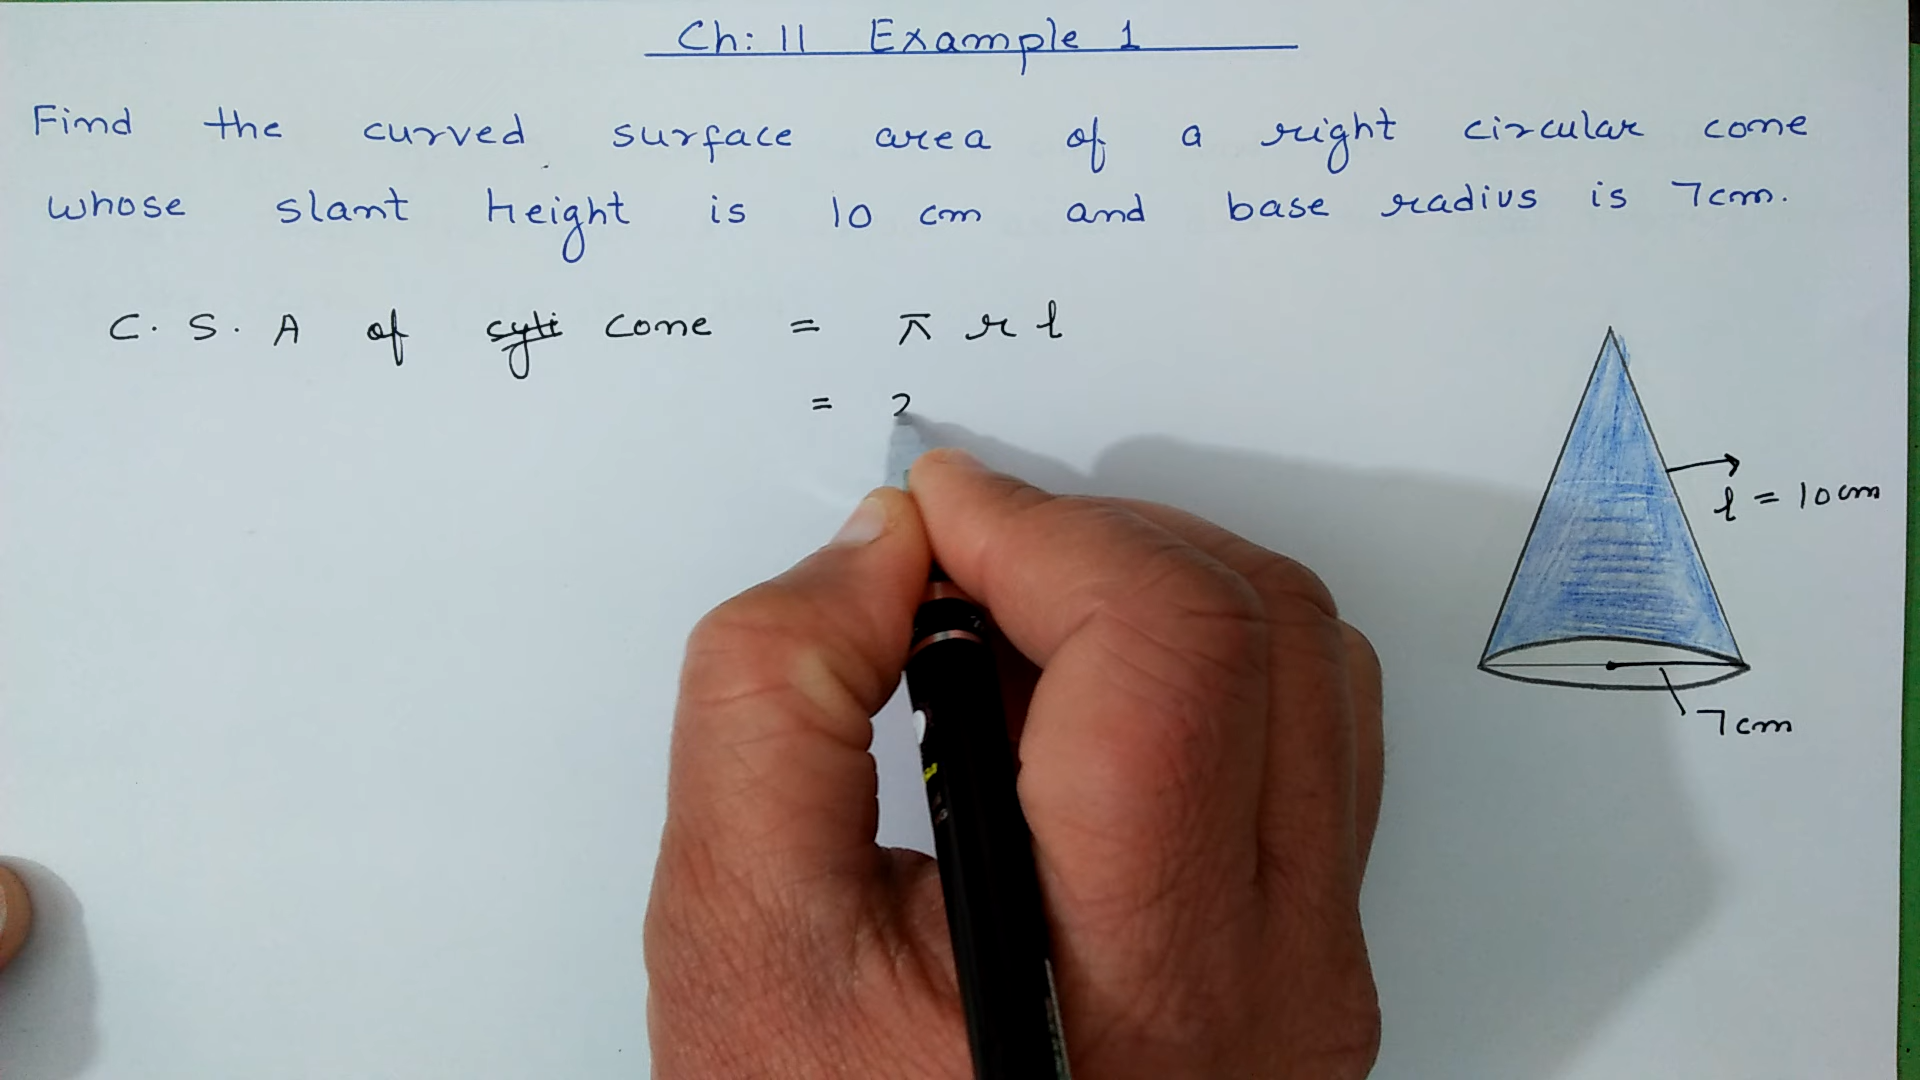 Ch: 11 Example 1
Find the curved surface area of a right circular cone
whose slant height is 10 cm and base radius is 7cm.
C. S. A of cyli cone = π r l
= 2
l = 10cm
7cm